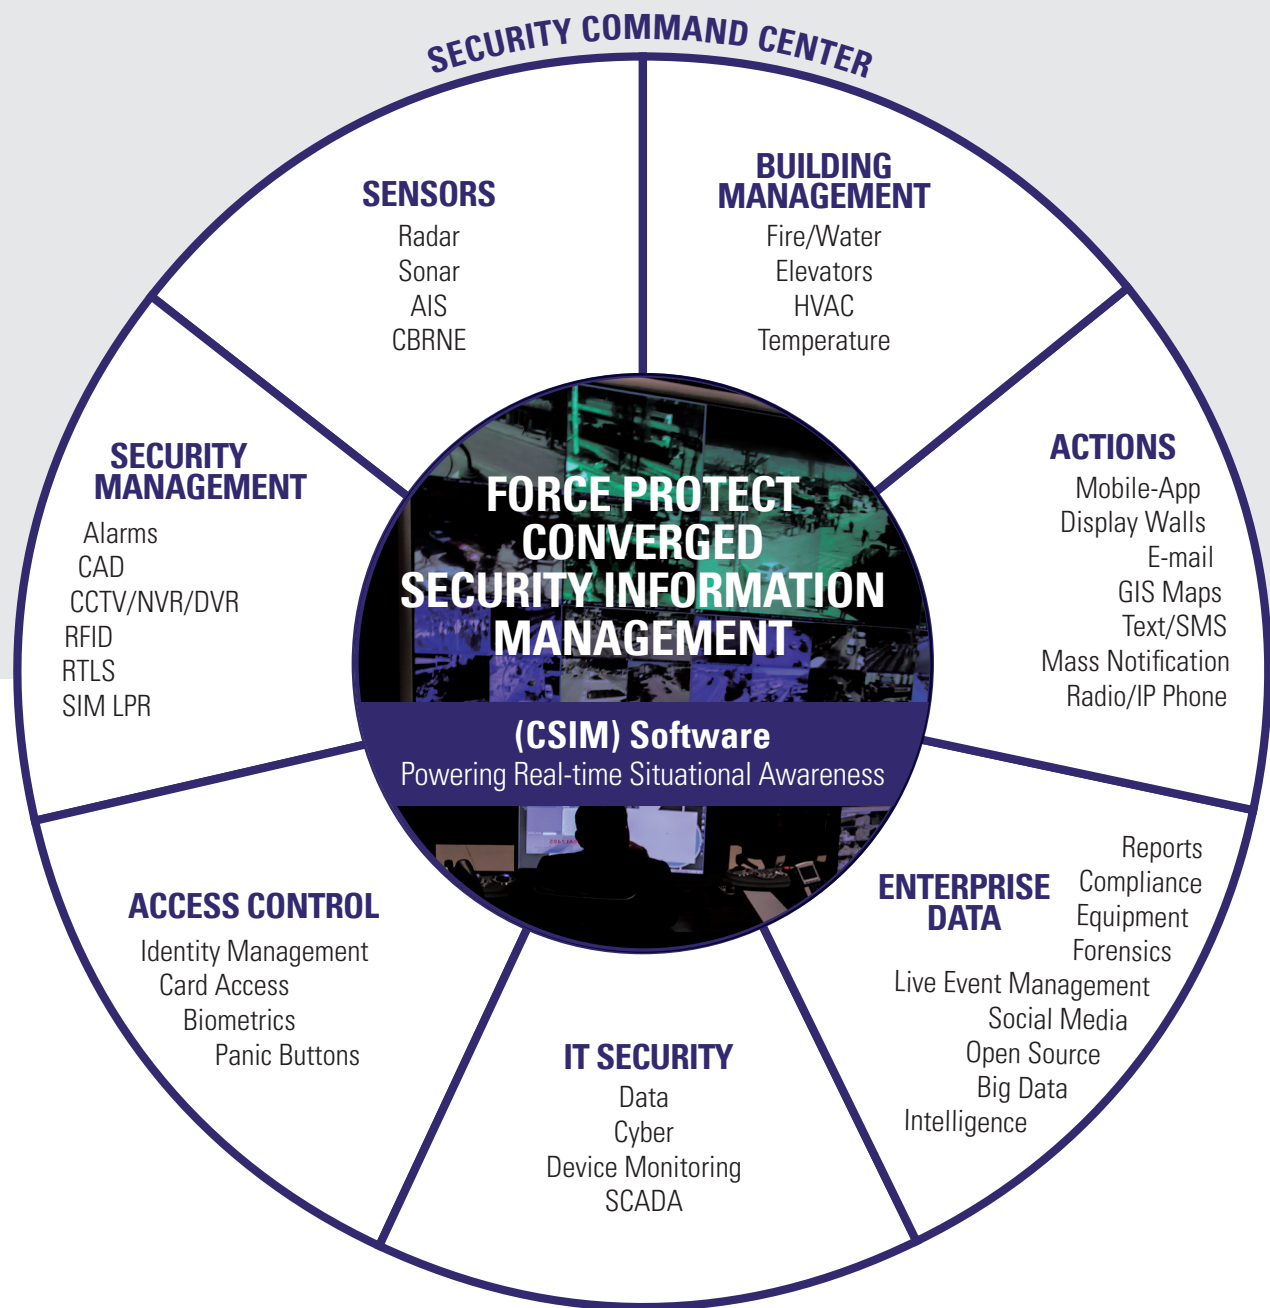 SECURITY COMMAND CENTER
SENSORS
Radar
Sonar
AIS
CBRNE
BUILDING
MANAGEMENT
Fire/Water
Elevators
HVAC
Temperature
ACTIONS
Mobile-App
Display Walls
E-mail
GIS Maps
Text/SMS
Mass Notification
Radio/IP Phone
ENTERPRISE
DATA
Reports
Compliance
Equipment
Forensics
Live Event Management
Social Media
Open Source
Big Data
Intelligence
IT SECURITY
Data
Cyber
Device Monitoring
SCADA
ACCESS CONTROL
Identity Management
Card Access
Biometrics
Panic Buttons
SECURITY
MANAGEMENT
Alarms
CAD
CCTV/NVR/DVR
RFID
RTLS
SIM LPR
FORCE PROTECT
CONVERGED
SECURITY INFORMATION
MANAGEMENT
(CSIM) Software
Powering Real-time Situational Awareness